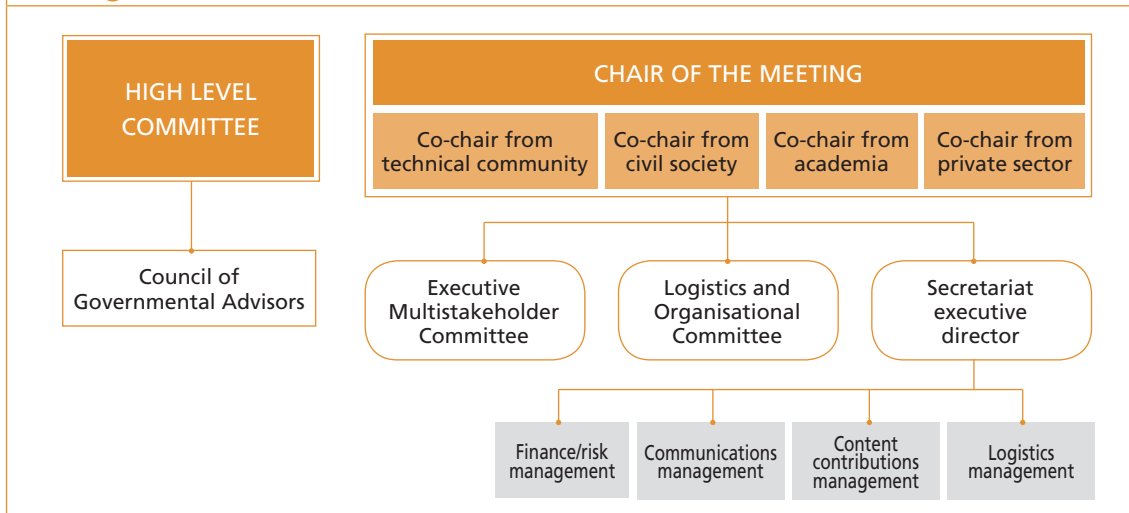 HIGH LEVEL
COMMITTEE
Council of
Governmental Advisors
CHAIR OF THE MEETING
Co-chair from
technical community
Co-chair from
civil society
Co-chair from
academia
Co-chair from
private sector
Executive
Multistakeholder
Committee
Logistics and
Organisational
Committee
Secretariat
executive
director
Finance/risk
management
Communications
management
Content
contributions
management
Logistics
management